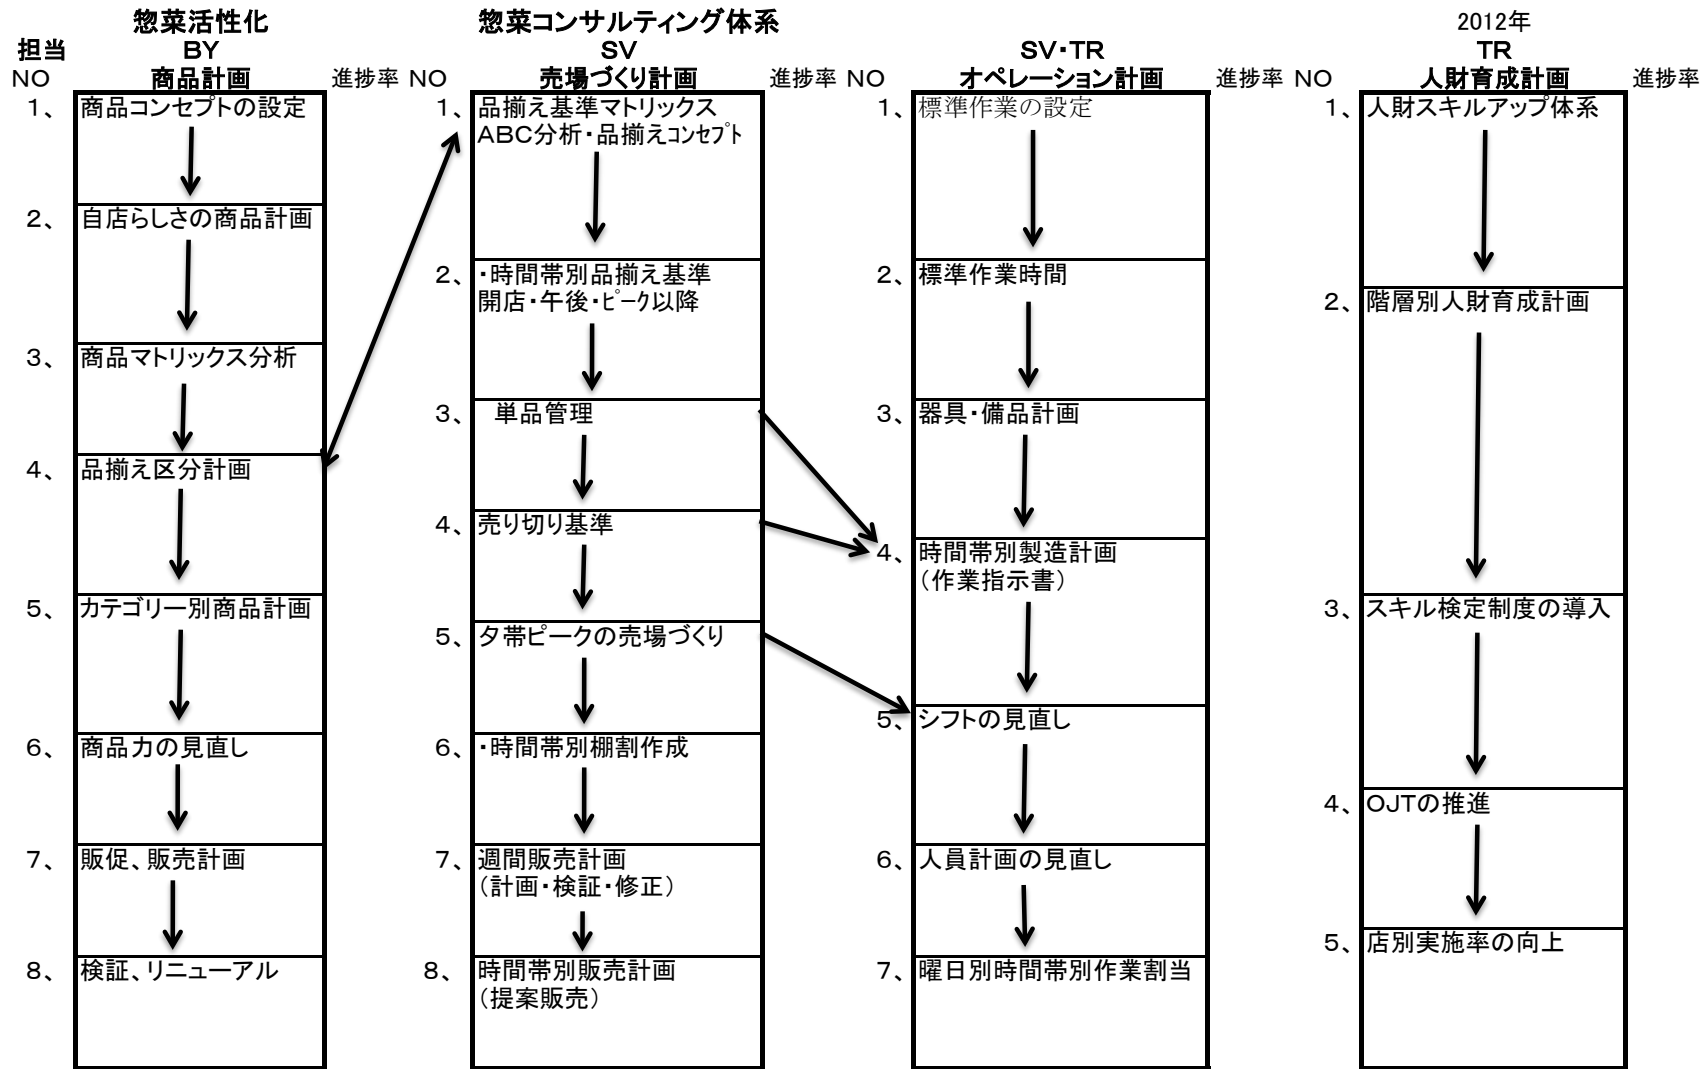 惣菜活性化
惣菜コンサルティング体系
2012年
担当
BY
SV
SV・TR
TR
NO
商品計画
進捗率
NO
売場づくり計画
進捗率
NO
オペレーション計画
進捗率
NO
人財育成計画
進捗率
1、
商品コンセプトの設定
2、
自店らしさの商品計画
3、
商品マトリックス分析
4、
品揃え区分計画
5、
カテゴリー別商品計画
6、
商品力の見直し
7、
販促、販売計画
8、
検証、リニューアル
1、
品揃え基準マトリックス
ABC分析・品揃えコンセプト
2、
・時間帯別品揃え基準
開店・午後・ピーク以降
3、
単品管理
4、
売り切り基準
5、
夕帯ピークの売場づくり
6、
・時間帯別棚割作成
7、
週間販売計画
(計画・検証・修正)
8、
時間帯別販売計画
(提案販売)
1、
標準作業の設定
2、
標準作業時間
3、
器具・備品計画
4、
時間帯別製造計画
(作業指示書)
5、
シフトの見直し
6、
人員計画の見直し
7、
曜日別時間帯別作業割当
1、
人財スキルアップ体系
2、
階層別人財育成計画
3、
スキル検定制度の導入
4、
OJTの推進
5、
店別実施率の向上